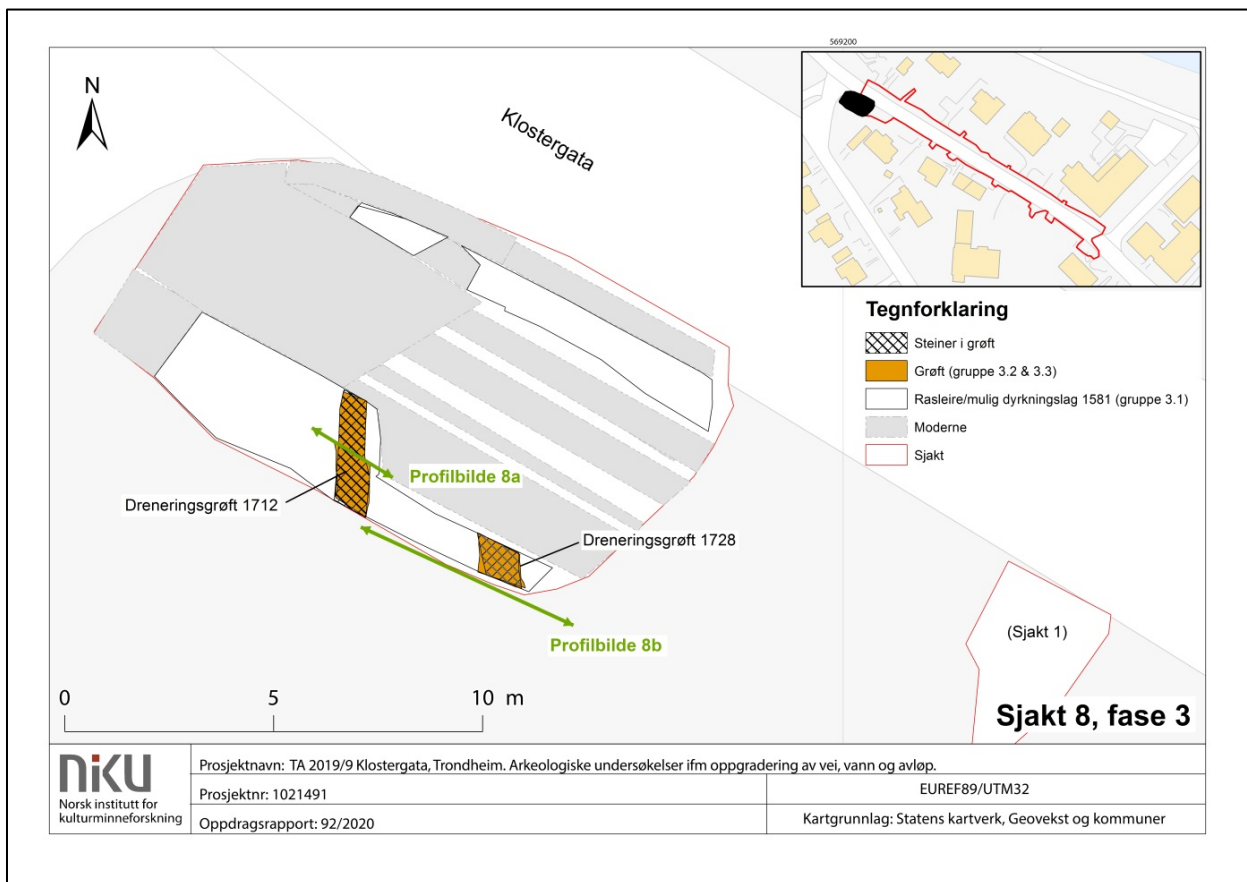 569200
N
Klostergata
Tegnforklaring
Steiner i grøft
Grøft (gruppe 3.2 & 3.3)
Rasleire/mulig dyrkningslag 1581 (gruppe 3.1)
Moderne
Sjakt
Profilbilde 8a
Dreneringsgrøft 1712
Dreneringsgrøft 1728
Profilbilde 8b
(Sjakt 1)
0 5 10 m
Sjakt 8, fase 3
NIKU
Norsk institutt for
kulturminneforskning
Prosjektnavn: TA 2019/9 Klostergata, Trondheim. Arkeologiske undersøkelser ifm oppgradering av vei, vann og avløp.
Prosjektnr: 1021491
EUREF89/UTM32
Oppdragsrapport: 92/2020
Kartgrunnlag: Statens kartverk, Geovekst og kommuner